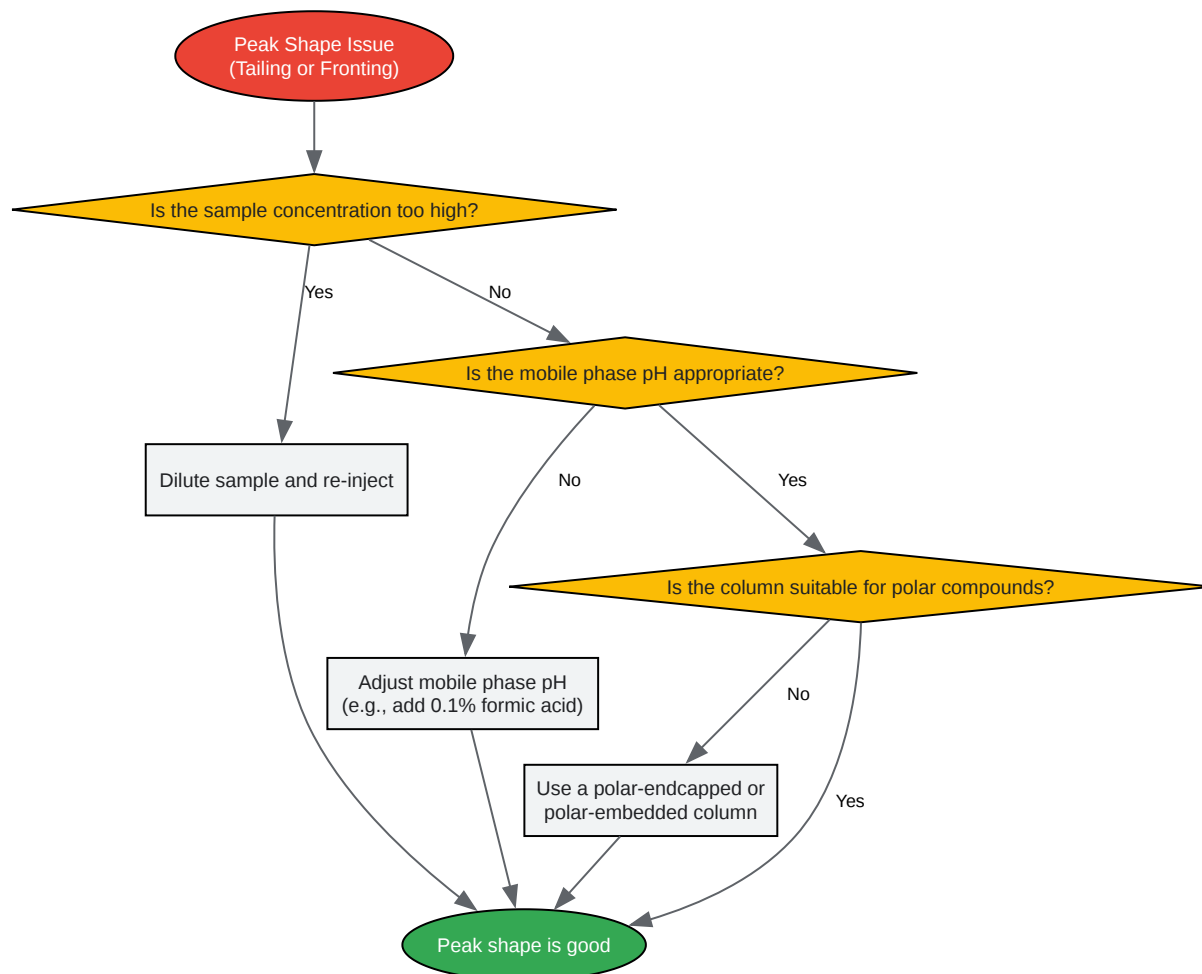 Peak Shape Issue
(Tailing or Fronting)
Is the sample concentration too high?
Yes
No
Is the mobile phase pH appropriate?
Dilute sample and re-inject
No
Yes
Is the column suitable for polar compounds?
Adjust mobile phase pH
(e.g., add 0.1% formic acid)
No
Use a polar-endcapped or
polar-embedded column
Yes
Peak shape is good